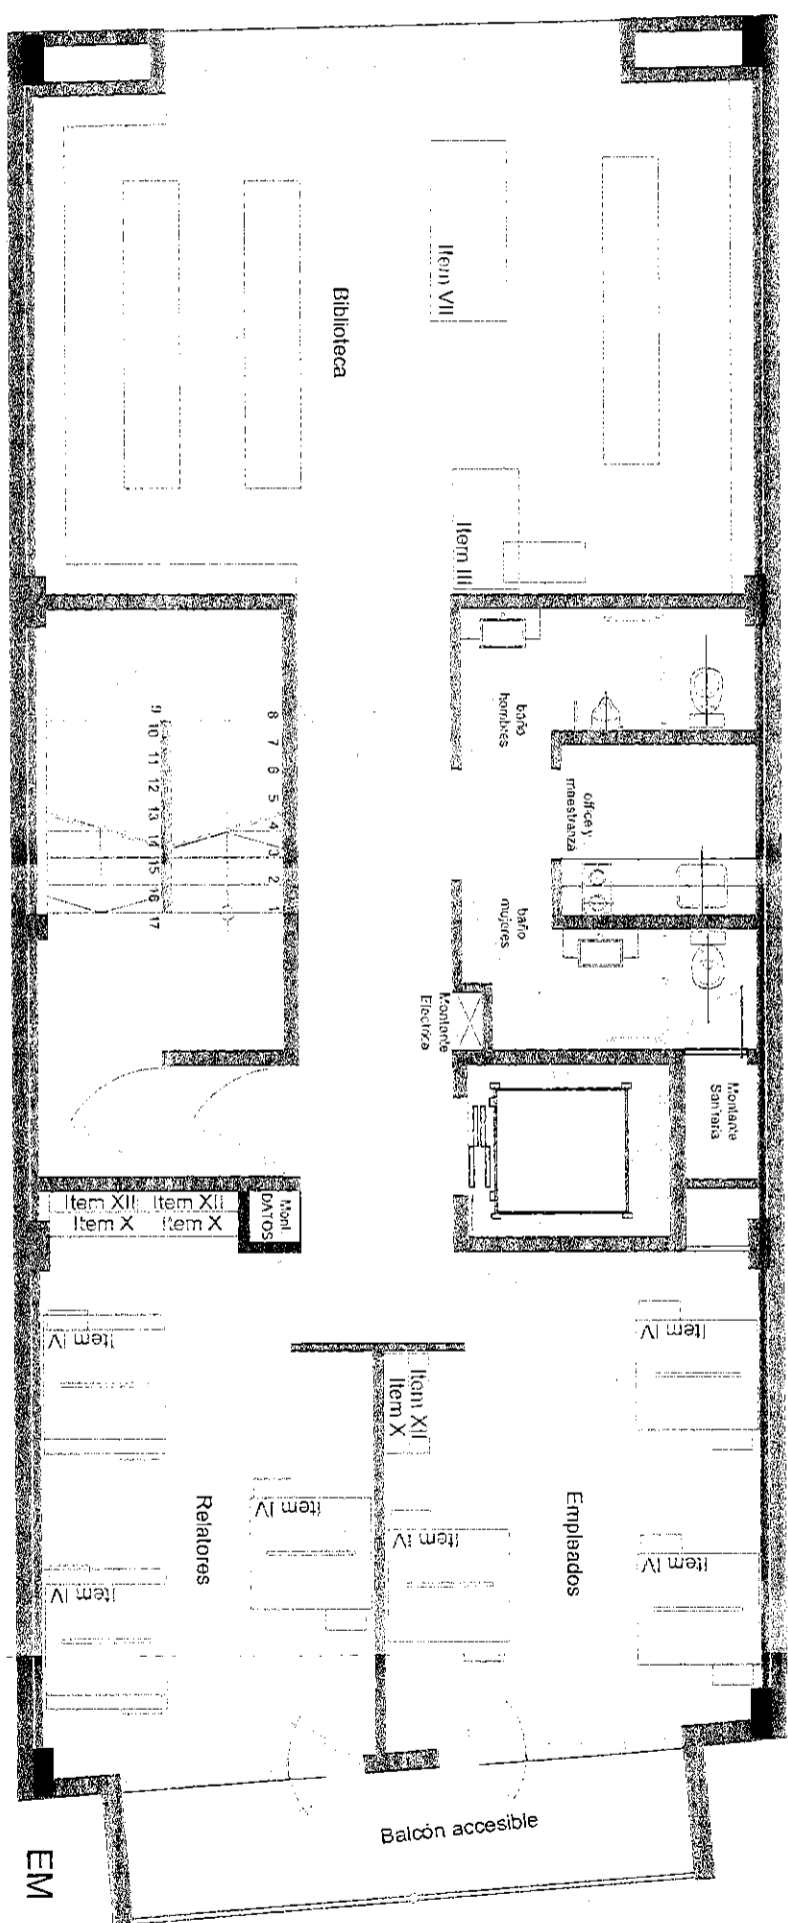 Biblioteca
Item VII
Item III
baño
hombres
office y
maestranza
baño
mujeres
Montante
Electrica
Montante
Sanitaria
8
7
6
5
4
3
2
1
9
10
11
12
13
14
15
16
17
Item XII
Item XII
Item X
Item X
Mont.
DATOS
Item IV
Item IV
Item XII
Item X
Item IV
Item IV
Item IV
Item IV
Relatores
Empleados
Balcón accesible
EM